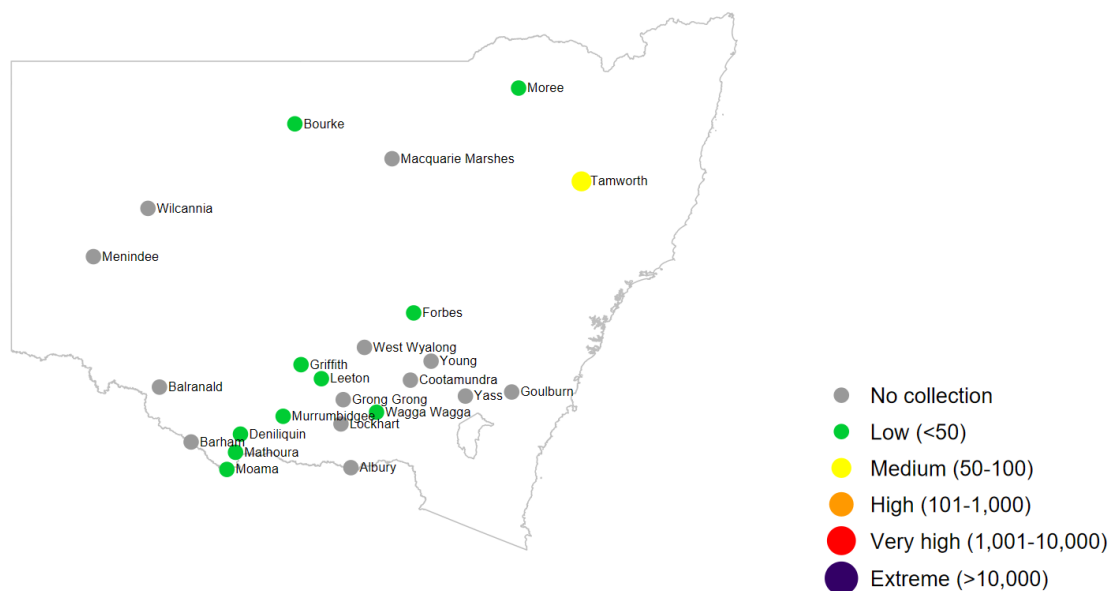 Moree
Bourke
Macquarie Marshes
Tamworth
Wilcannia
Menindee
Forbes
West Wyalong
Young
Griffith
Leeton
Cootamundra
Balranald
Goulburn
Yass
Grong Grong
Wagga Wagga
Murrumbidgee
Lockhart
Deniliquin
Barham
Mathoura
Moama
Albury
No collection
Low (<50)
Medium (50-100)
High (101-1,000)
Very high (1,001-10,000)
Extreme (>10,000)